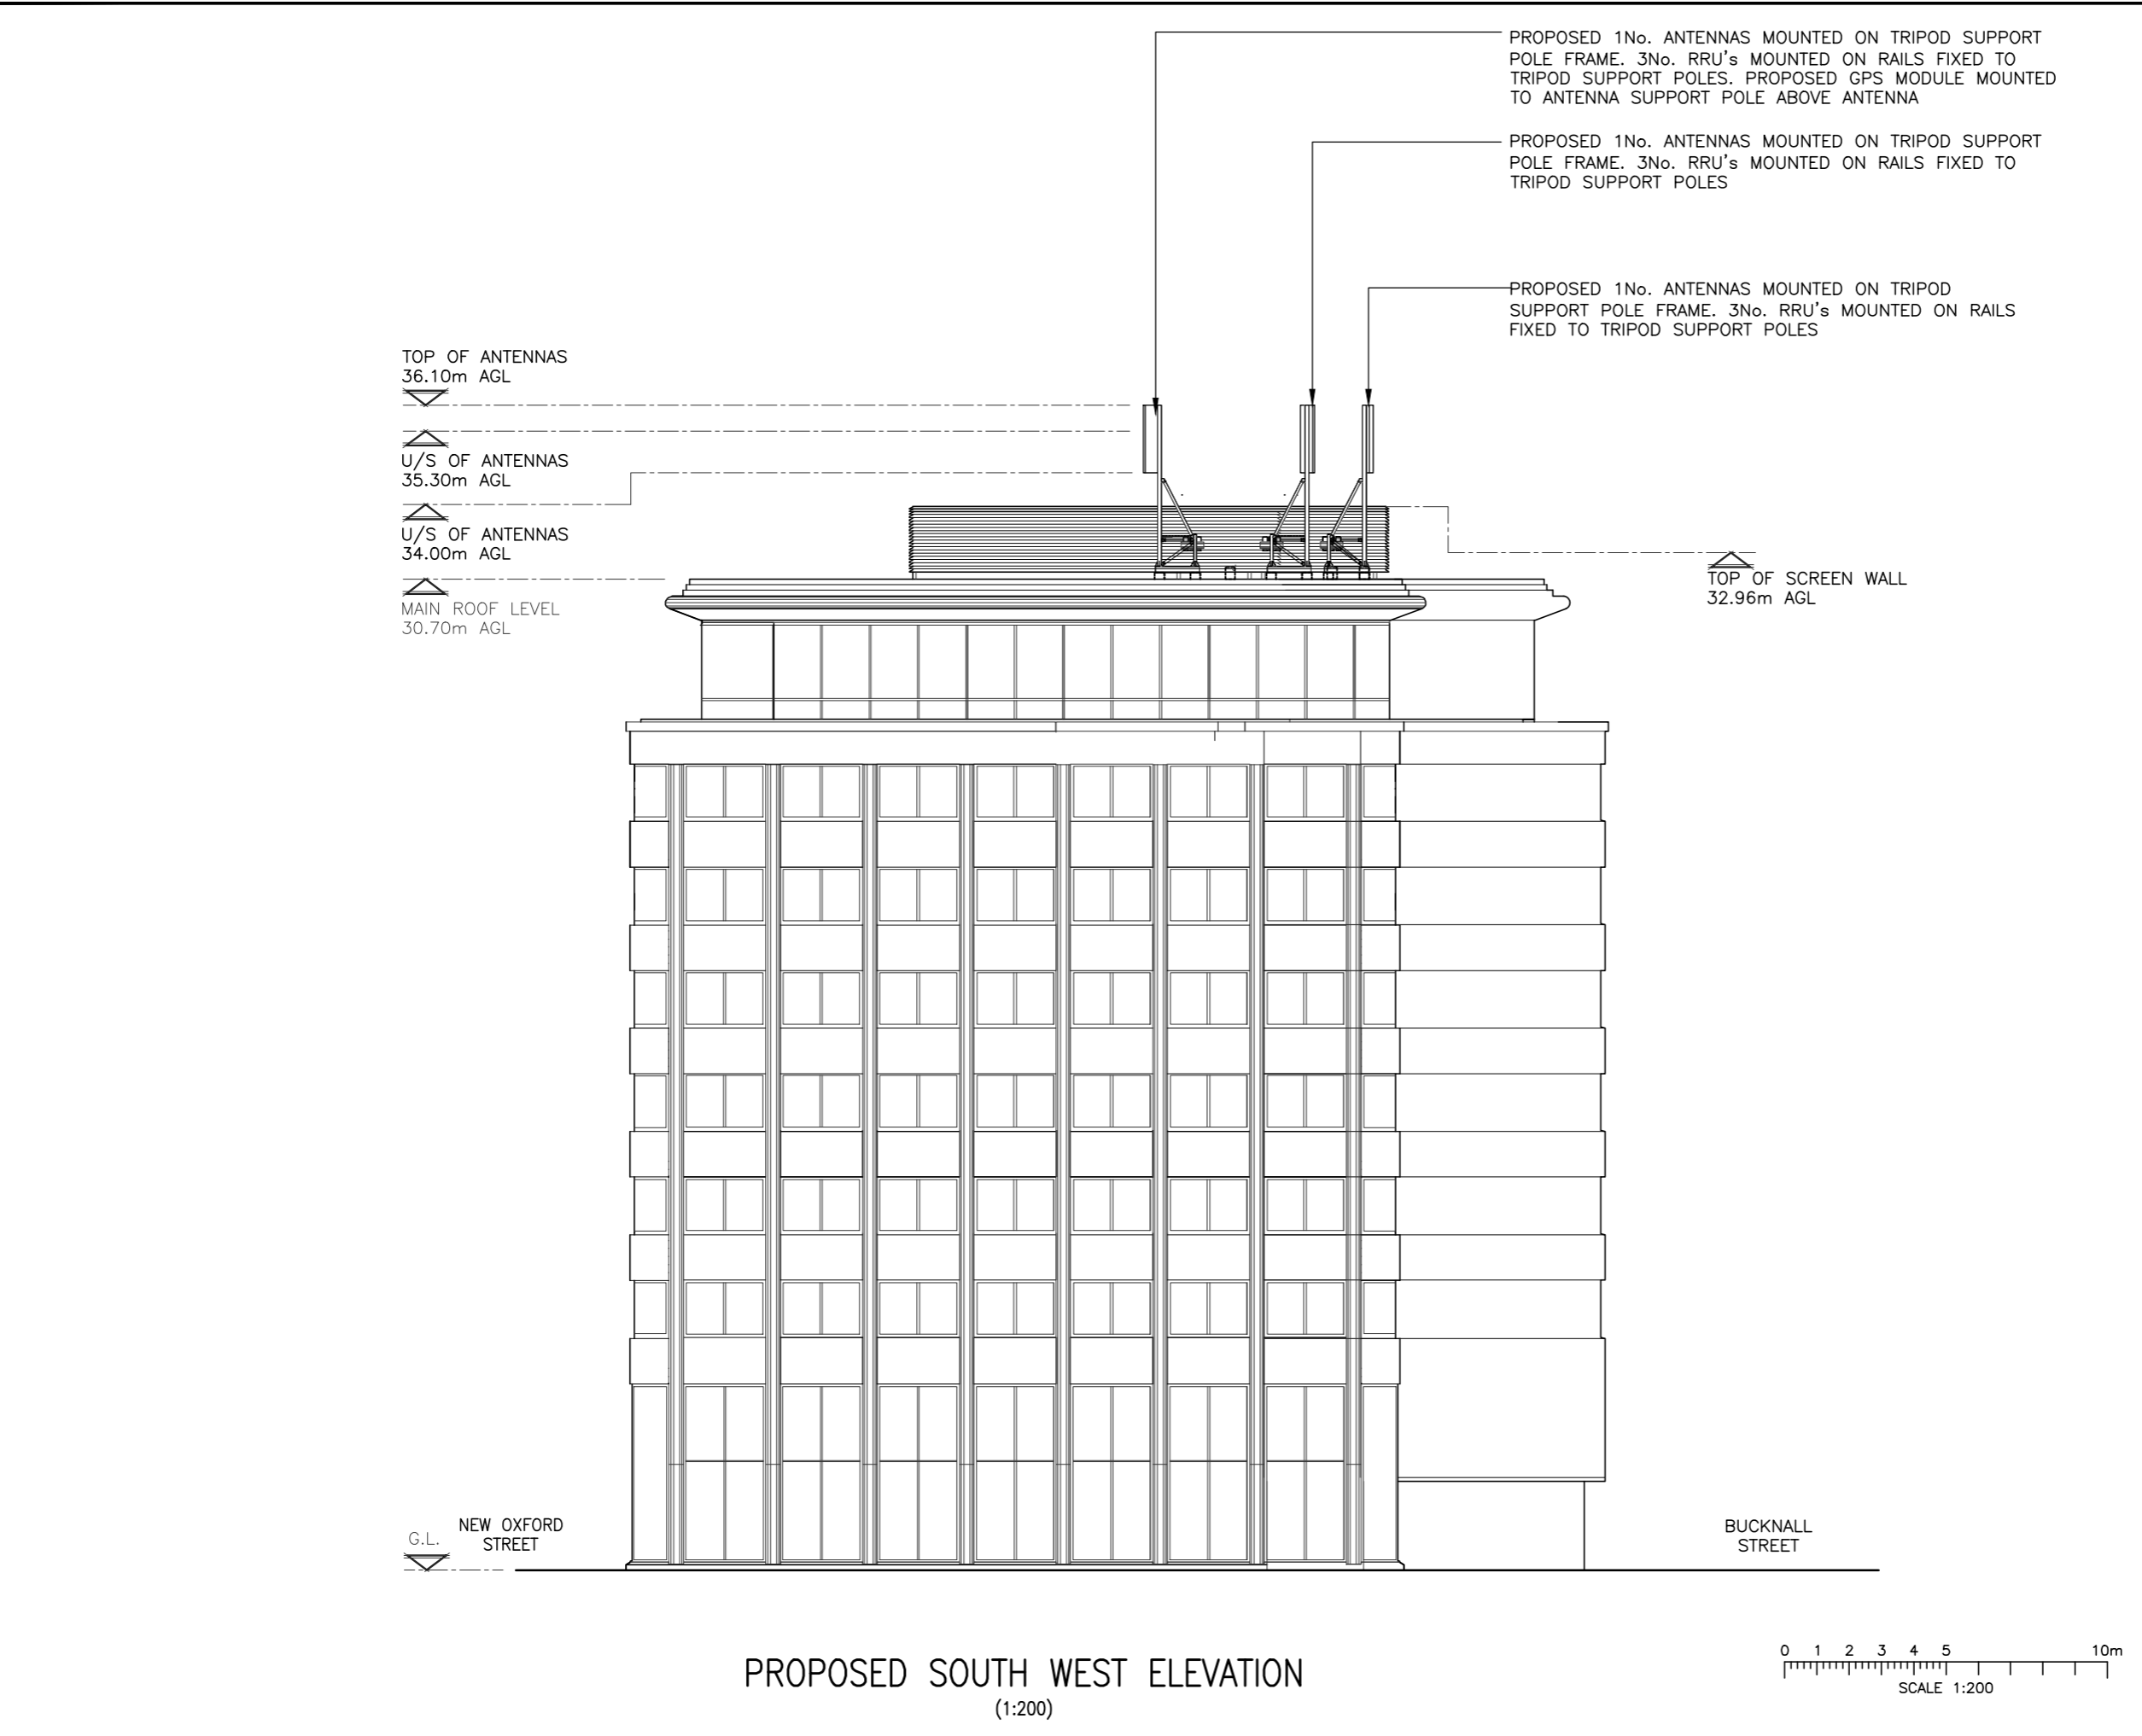 PROPOSED 1No. ANTENNAS MOUNTED ON TRIPOD SUPPORT
POLE FRAME. 3No. RRU's MOUNTED ON RAILS FIXED TO
TRIPOD SUPPORT POLES. PROPOSED GPS MODULE MOUNTED
TO ANTENNA SUPPORT POLE ABOVE ANTENNA
PROPOSED 1No. ANTENNAS MOUNTED ON TRIPOD SUPPORT
POLE FRAME. 3No. RRU's MOUNTED ON RAILS FIXED TO
TRIPOD SUPPORT POLES
PROPOSED 1No. ANTENNAS MOUNTED ON TRIPOD
SUPPORT POLE FRAME. 3No. RRU's MOUNTED ON RAILS
FIXED TO TRIPOD SUPPORT POLES
TOP OF ANTENNAS
36.10m AGL
U/S OF ANTENNAS
35.30m AGL
U/S OF ANTENNAS
34.00m AGL
MAIN ROOF LEVEL
30.70m AGL
TOP OF SCREEN WALL
32.96m AGL
G.L.
NEW OXFORD
STREET
BUCKNALL
STREET
PROPOSED SOUTH WEST ELEVATION
(1:200)
0 1 2 3 4 5 10m
SCALE 1:200